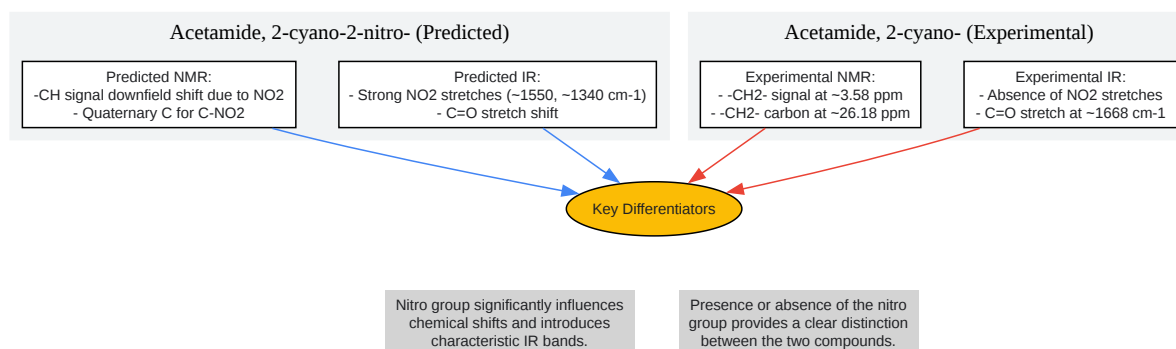 Acetamide, 2-cyano-2-nitro- (Predicted)
Predicted NMR:
-CH signal downfield shift due to NO2
- Quaternary C for C-NO2
Predicted IR:
- Strong NO2 stretches (~1550, ~1340 cm-1)
- C=O stretch shift
Acetamide, 2-cyano- (Experimental)
Experimental NMR:
- -CH2- signal at ~3.58 ppm
- -CH2- carbon at ~26.18 ppm
Experimental IR:
- Absence of NO2 stretches
- C=O stretch at ~1668 cm-1
Key Differentiators
Nitro group significantly influences
chemical shifts and introduces
characteristic IR bands.
Presence or absence of the nitro
group provides a clear distinction
between the two compounds.